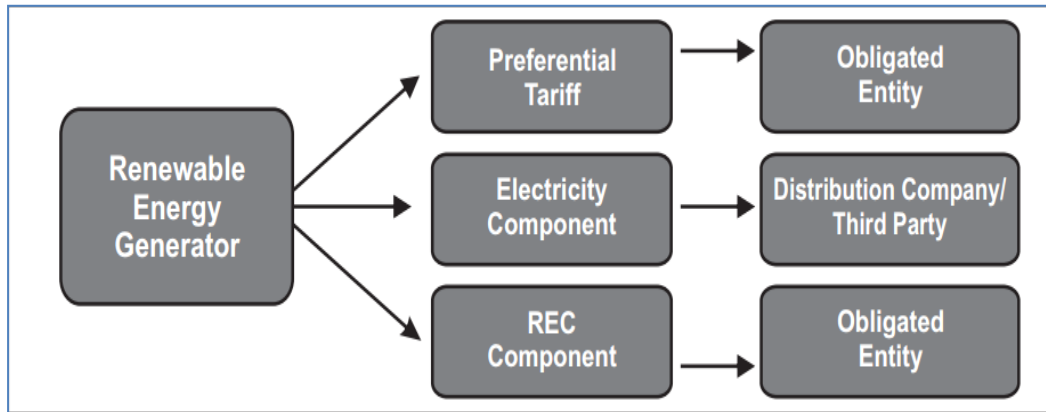 Renewable
Energy
Generator
Preferential
Tariff
Obligated
Entity
Electricity
Component
Distribution Company/
Third Party
REC
Component
Obligated
Entity